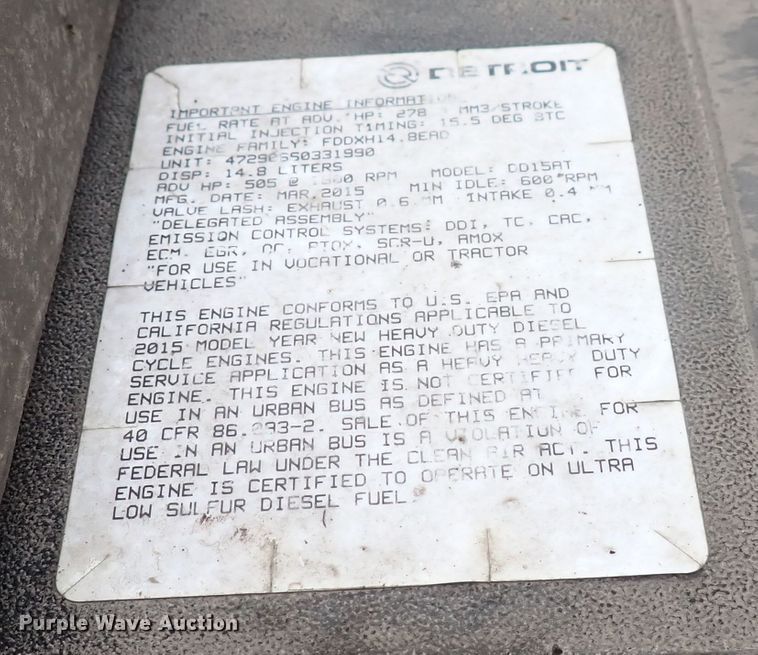 DETROIT
IMPORTANT ENGINE INFORMATION
FUEL RATE AT ADV. HP: 278 MM3/STROKE
INITIAL INJECTION TIMING: 15.5 DEG BTC
ENGINE FAMILY: FDDXH14.8EAD
UNIT: 472906S0331990
DISP: 14.8 LITERS MODEL: DD15AT
ADV HP: 505 @ RPM MIN IDLE: 600 RPM
MFG. DATE: MAR 2015
VALVE LASH: EXHAUST 0.6 MM INTAKE 0.4 MM
"DELEGATED ASSEMBLY"
EMISSION CONTROL SYSTEMS: DDI, TC, CAC,
ECM, EGR, OC, PTOX, SCR-U, AMOX
"FOR USE IN VOCATIONAL OR TRACTOR
VEHICLES"
THIS ENGINE CONFORMS TO U.S. EPA AND
CALIFORNIA REGULATIONS APPLICABLE TO
2015 MODEL YEAR NEW HEAVY DUTY DIESEL
CYCLE ENGINES. THIS ENGINE HAS A PRIMARY
SERVICE APPLICATION AS A HEAVY HEAVY DUTY
ENGINE. THIS ENGINE IS NOT CERTIFIED FOR
USE IN AN URBAN BUS AS DEFINED AT
40 CFR 86.093-2. SALE OF THIS ENGINE FOR
USE IN AN URBAN BUS IS A VIOLATION OF
FEDERAL LAW UNDER THE CLEAN AIR ACT. THIS
ENGINE IS CERTIFIED TO OPERATE ON ULTRA
LOW SULFUR DIESEL FUEL.
Purple Wave Auction